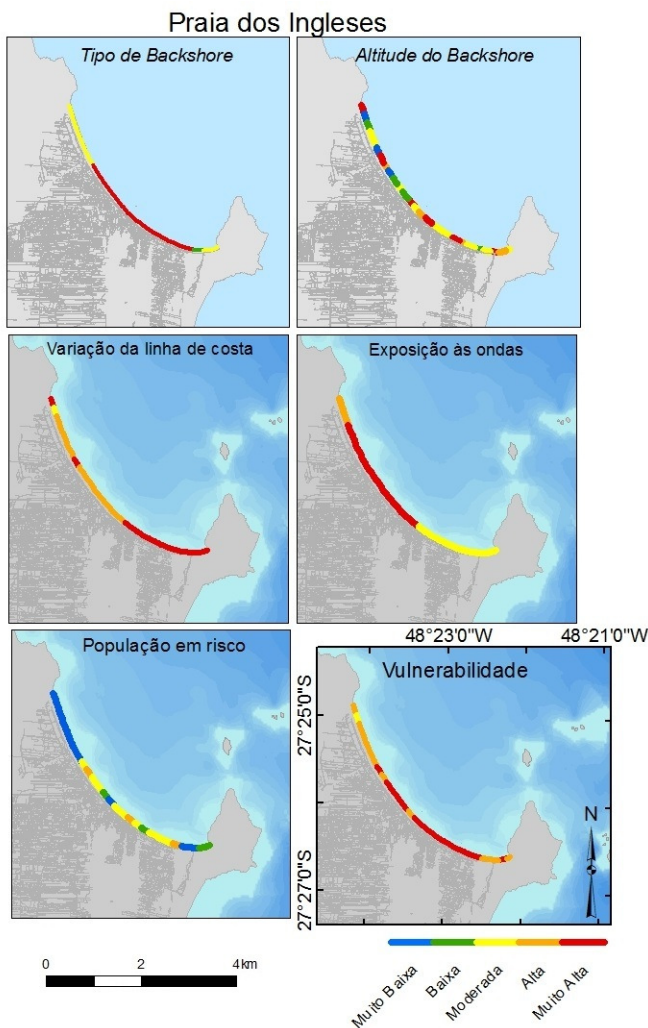 Praia dos Ingleses
Tipo de Backshore
Altitude do Backshore
Variação da linha de costa
Exposição às ondas
População em risco
48°23'0"W
48°21'0"W
Vulnerabilidade
27°25'0"S
27°27'0"S
N
0
2
4 km
Muito Baixa
Baixa
Moderada
Alta
Muito Alta